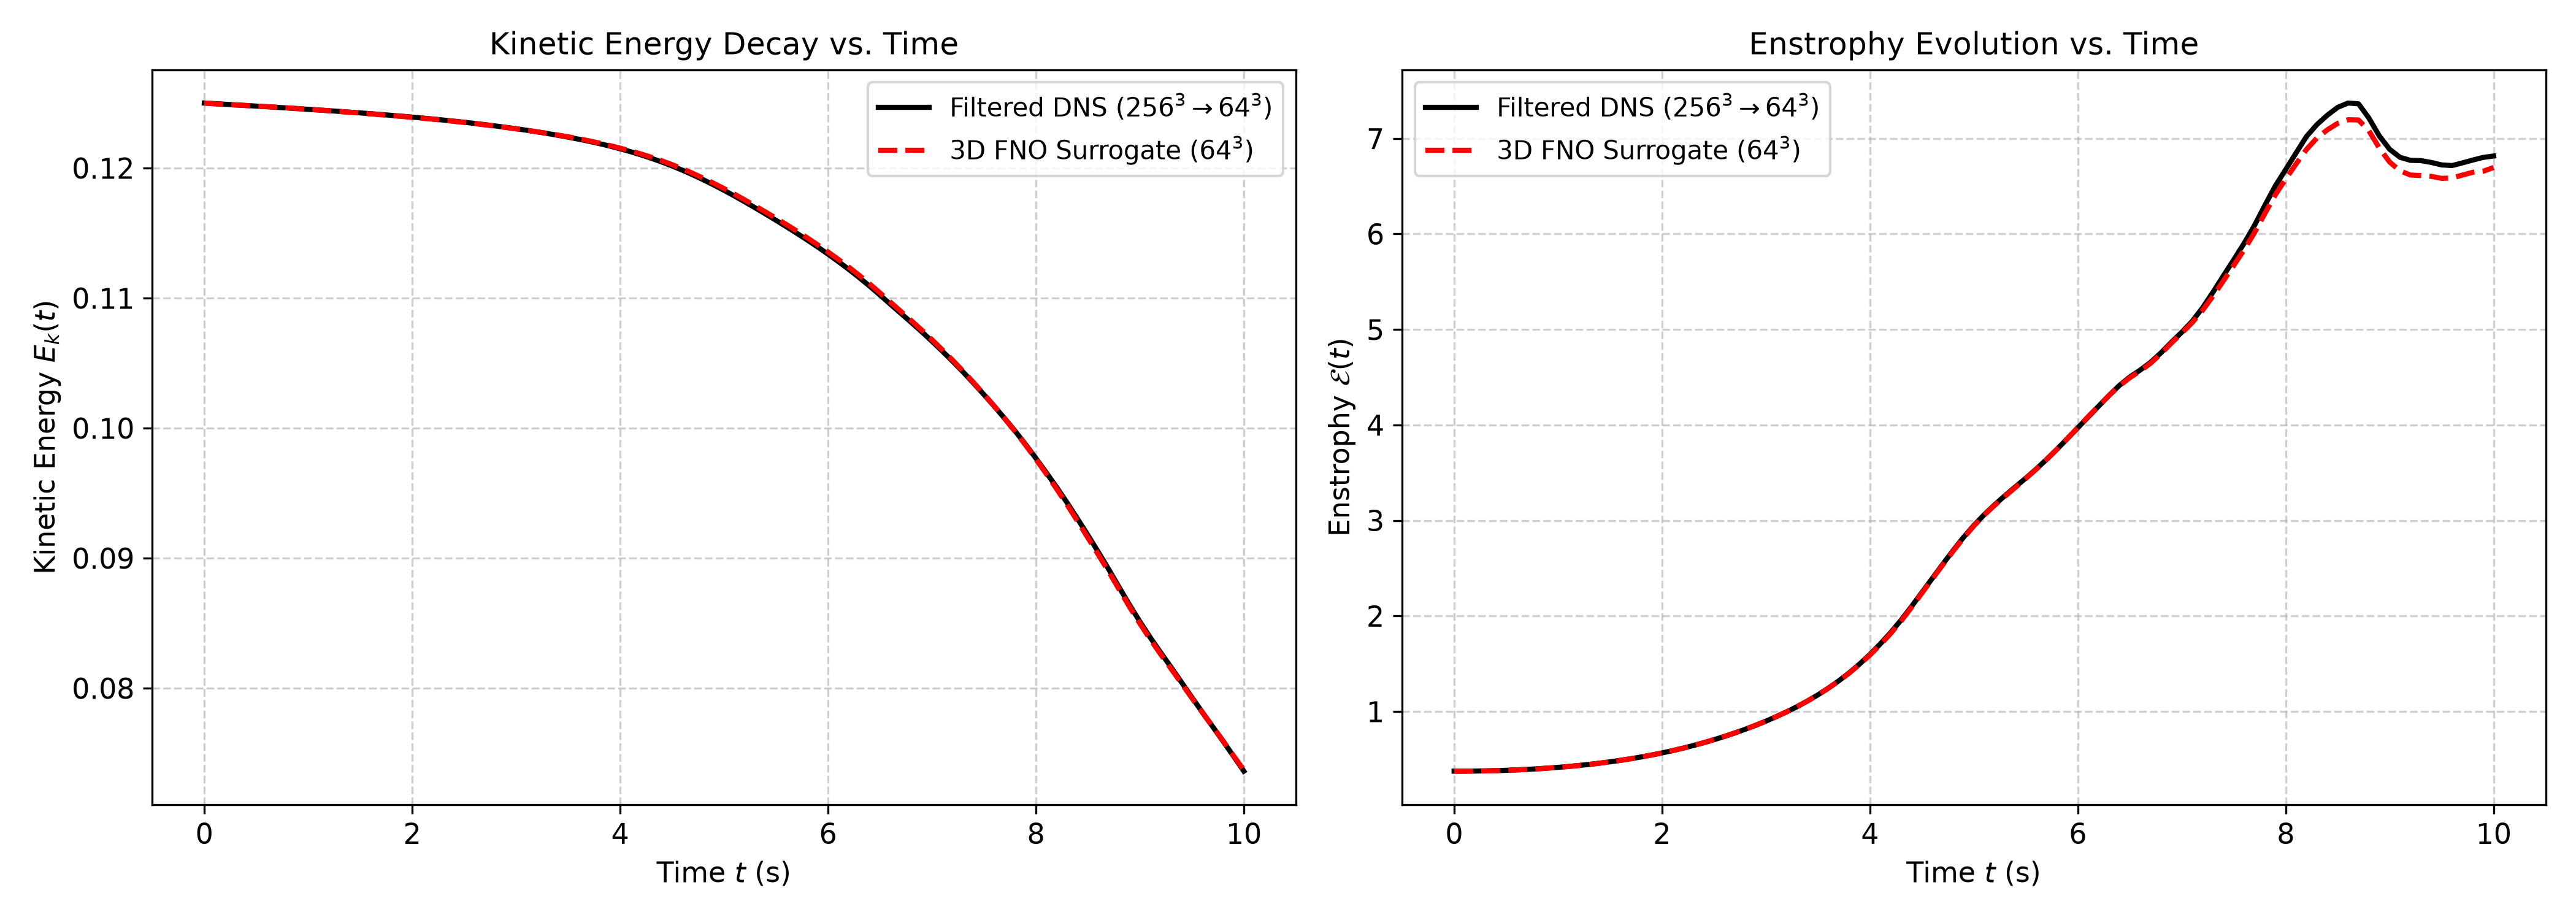 Kinetic Energy Decay vs. Time
Filtered DNS (256³→64³)
3D FNO Surrogate (64³)
Kinetic Energy Eₖ(t)
0.12
0.11
0.10
0.09
0.08
0 2 4 6 8 10
Time t (s)
Enstrophy Evolution vs. Time
Filtered DNS (256³→64³)
3D FNO Surrogate (64³)
Enstrophy ℰ(t)
7
6
5
4
3
2
1
0 2 4 6 8 10
Time t (s)